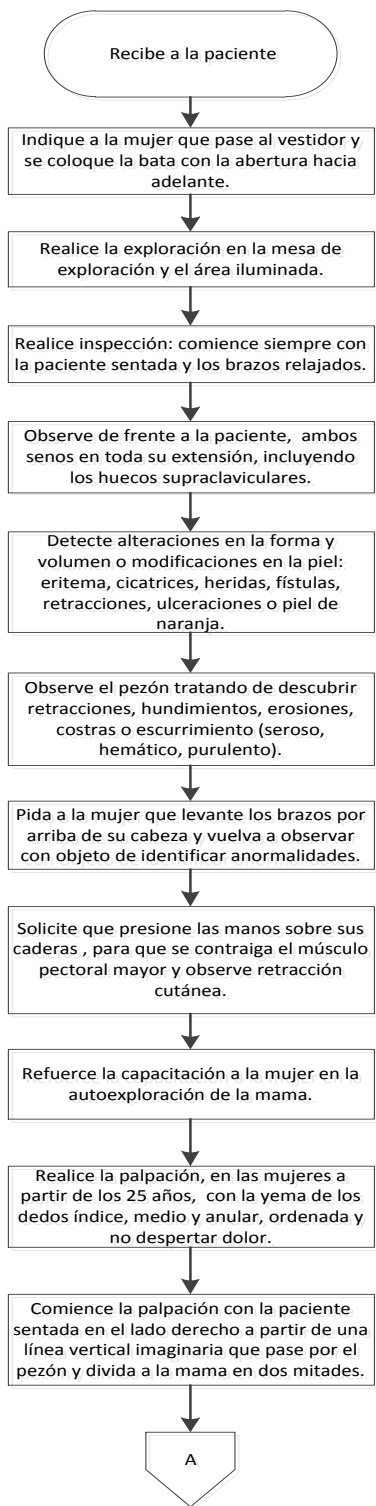 Recibe a la paciente
Indique a la mujer que pase al vestidor y
se coloque la bata con la abertura hacia
adelante.
Realice la exploración en la mesa de
exploración y el área iluminada.
Realice inspección: comience siempre con
la paciente sentada y los brazos relajados.
Observe de frente a la paciente, ambos
senos en toda su extensión, incluyendo
los huecos supraclaviculares.
Detecte alteraciones en la forma y
volumen o modificaciones en la piel:
eritema, cicatrices, heridas, fístulas,
retracciones, ulceraciones o piel de
naranja.
Observe el pezón tratando de descubrir
retracciones, hundimientos, erosiones,
costras o escurrimiento (seroso,
hemático, purulento).
Pida a la mujer que levante los brazos por
arriba de su cabeza y vuelva a observar
con objeto de identificar anormalidades.
Solicite que presione las manos sobre sus
caderas , para que se contraiga el músculo
pectoral mayor y observe retracción
cutánea.
Refuerce la capacitación a la mujer en la
autoexploración de la mama.
Realice la palpación, en las mujeres a
partir de los 25 años, con la yema de los
dedos índice, medio y anular, ordenada y
no despertar dolor.
Comience la palpación con la paciente
sentada en el lado derecho a partir de una
línea vertical imaginaria que pase por el
pezón y divida a la mama en dos mitades.
A